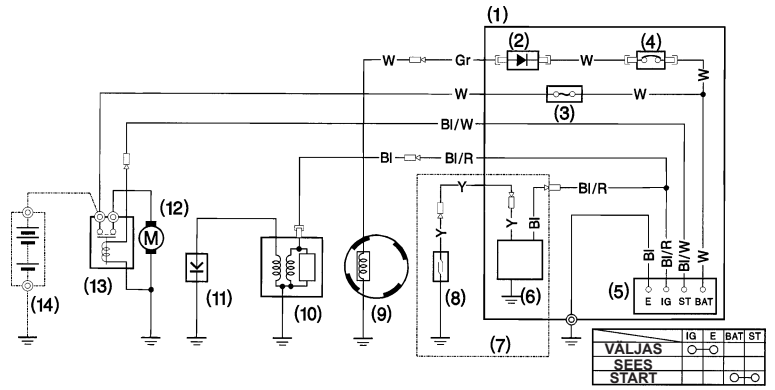 (1)
(2)
(4)
W
Gr
W
W
W
W
(3)
Bl/W
Bl
Bl/R
Y
Bl/R
(12)
M
Y
Y
Bl
Bl
Bl/R
Bl/W
W
(14)
(13)
(11)
(10)
(9)
(8)
(6)
(5)
E IG ST BAT
(7)
IG E BAT ST
VÄLJAS
SEES
START